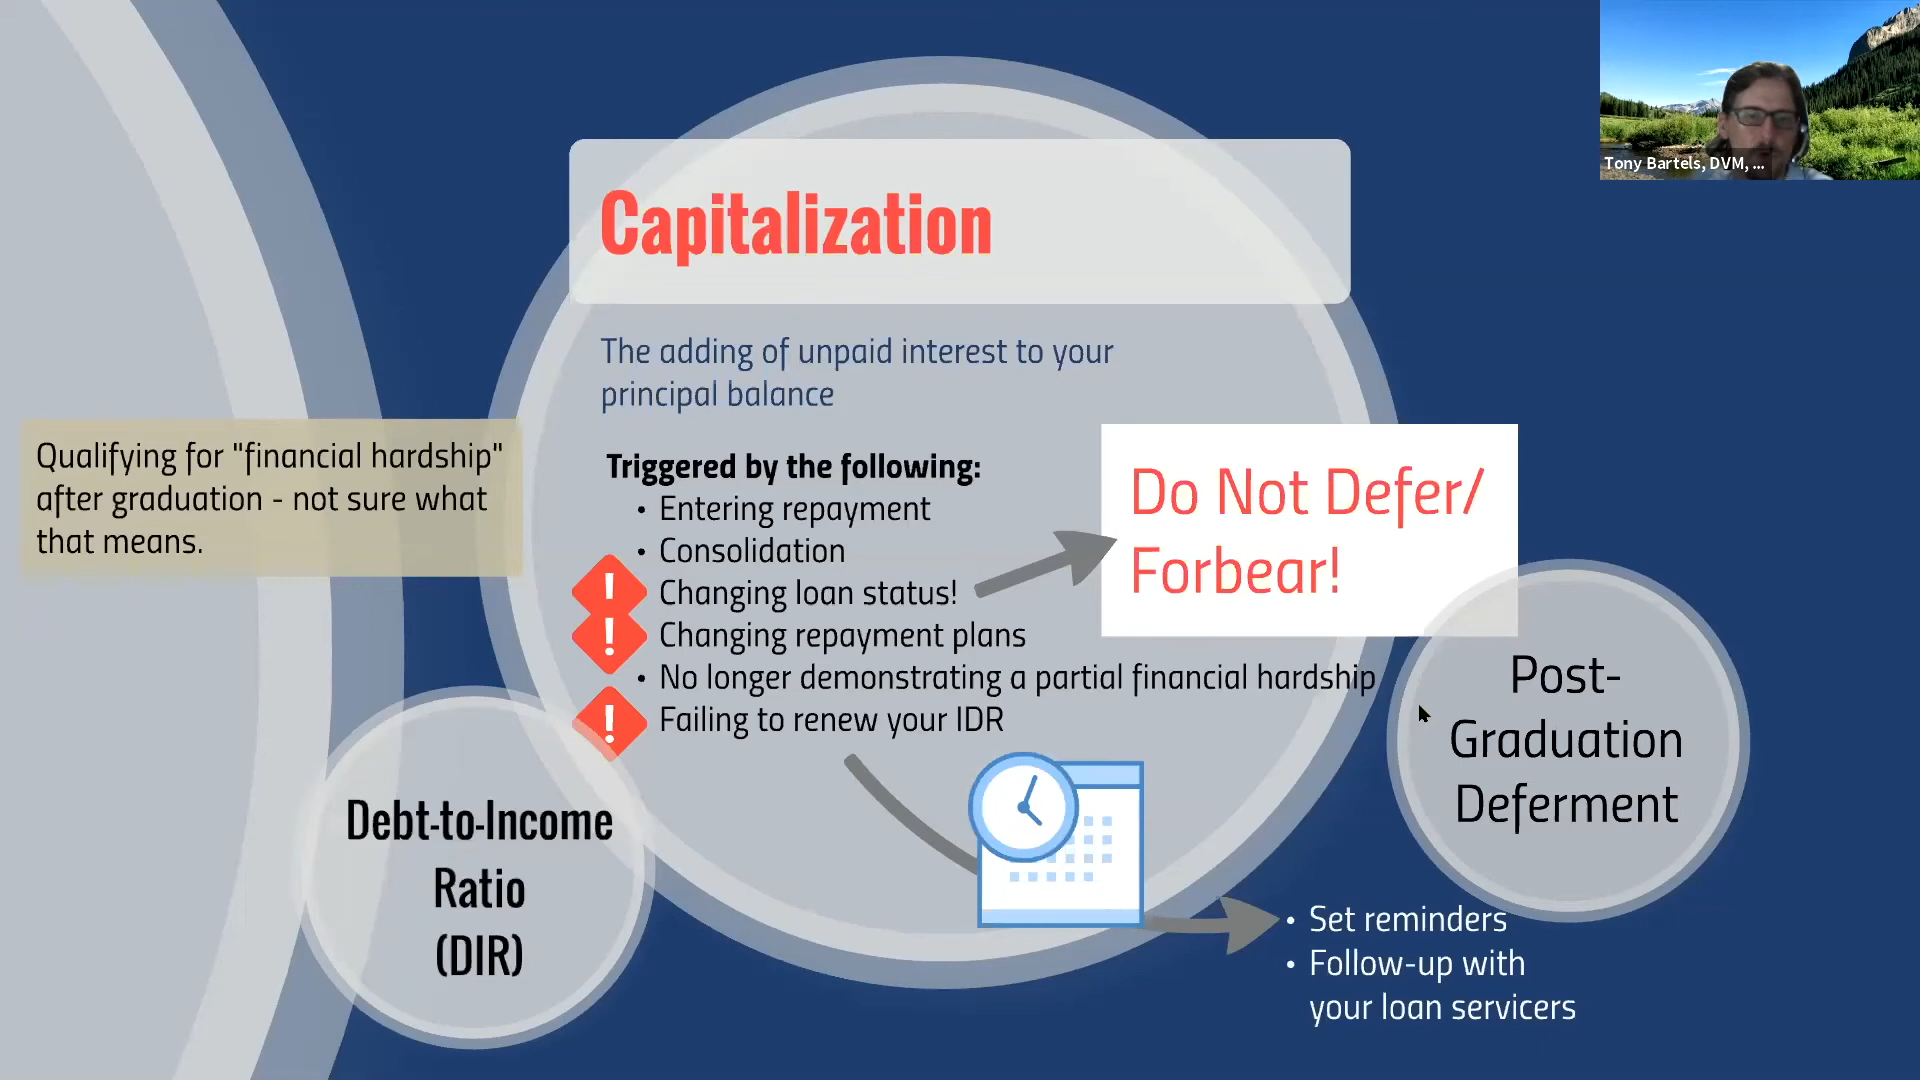 Tony Bartels, DVM, ...
Capitalization
The adding of unpaid interest to your
principal balance
Qualifying for "financial hardship"
after graduation - not sure what
that means.
Triggered by the following:
• Entering repayment
• Consolidation
! Changing loan status!
! Changing repayment plans
• No longer demonstrating a partial financial hardship
! Failing to renew your IDR
Do Not Defer/
Forbear!
Post-
Graduation
Deferment
Debt-to-Income
Ratio
(DIR)
• Set reminders
• Follow-up with
your loan servicers